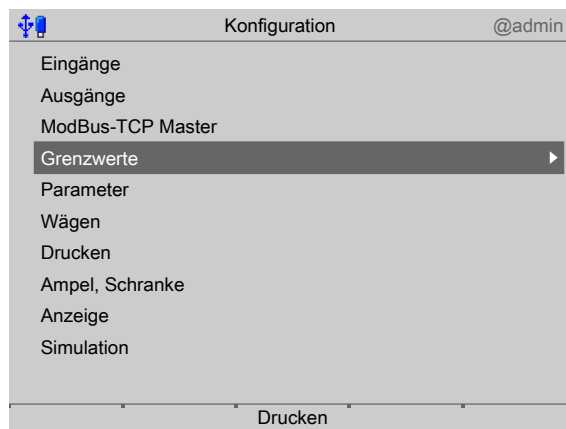 Konfiguration @admin
Eingänge
Ausgänge
ModBus-TCP Master
Grenzwerte
Parameter
Wägen
Drucken
Ampel, Schranke
Anzeige
Simulation
Drucken